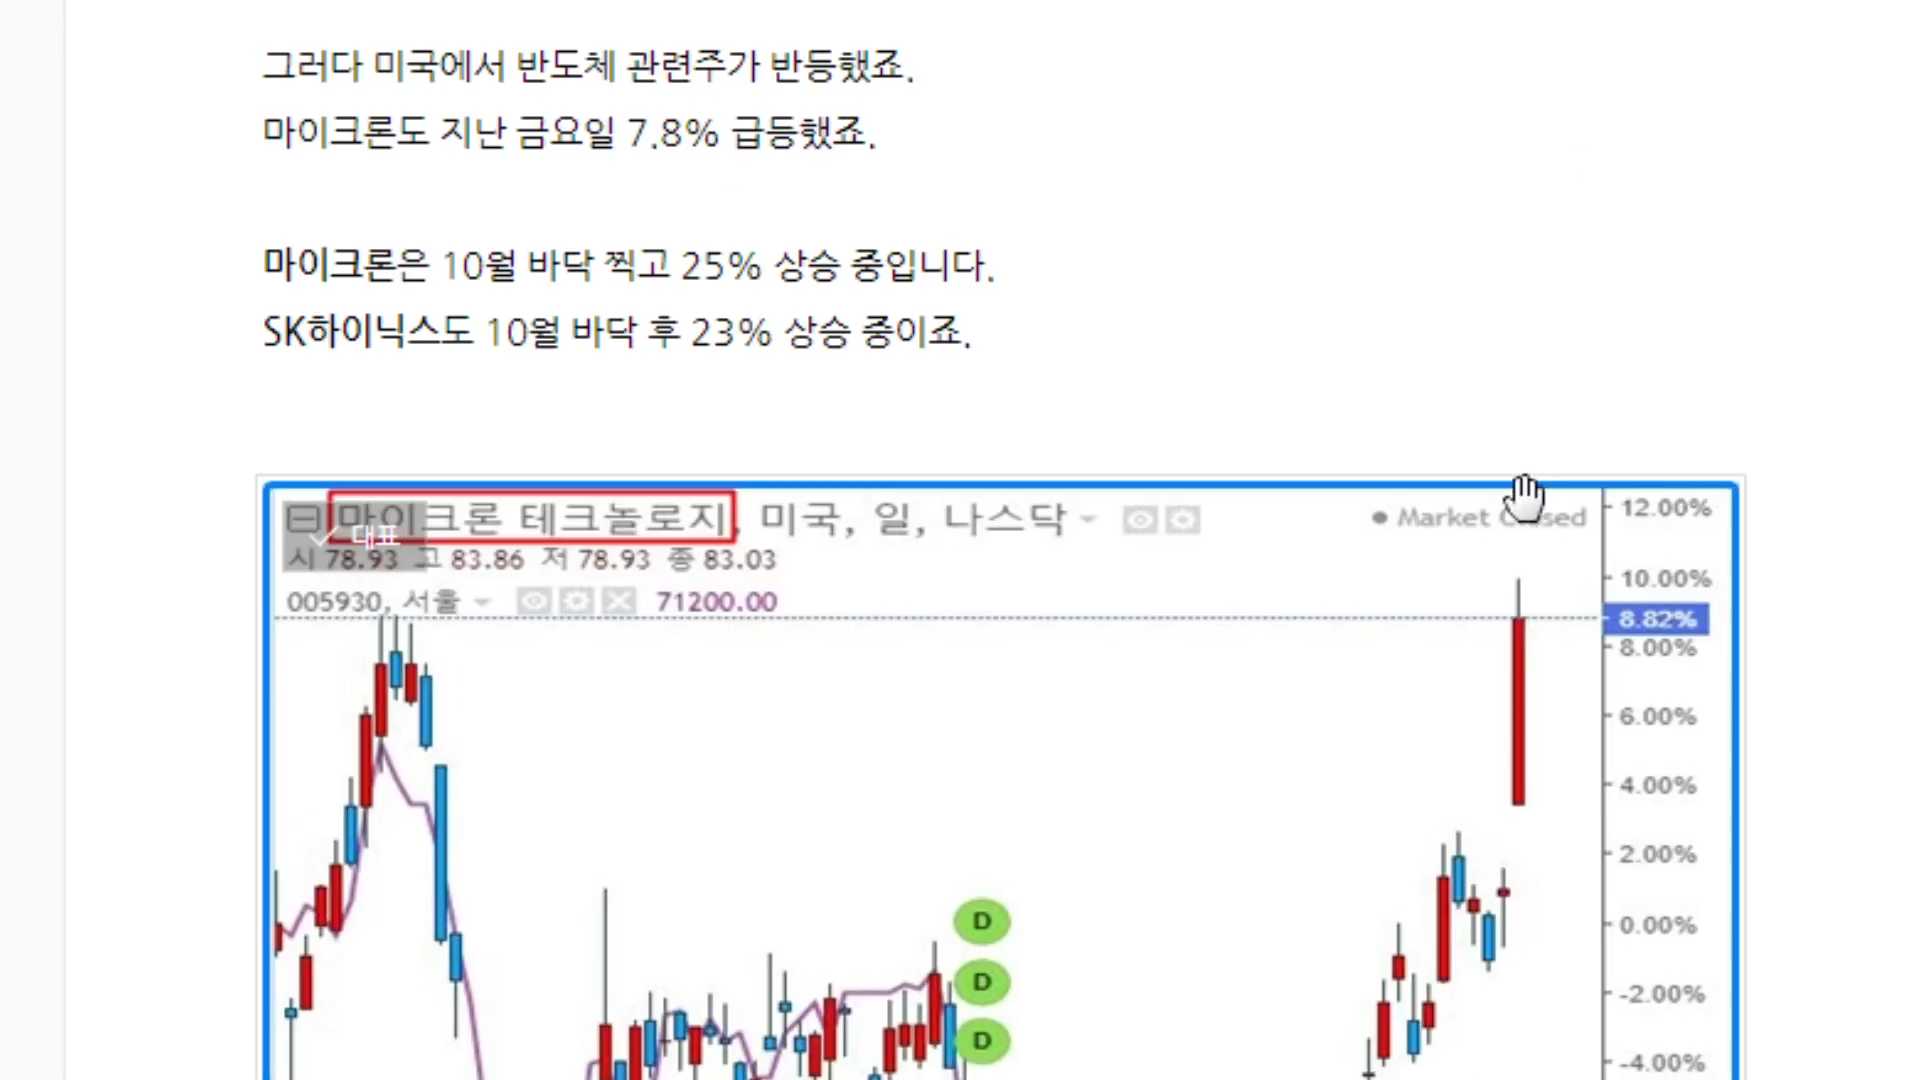 그러다 미국에서 반도체 관련주가 반등했죠.
마이크론도 지난 금요일 7.8% 급등했죠.
마이크론은 10월 바닥 찍고 25% 상승 중입니다.
SK하이닉스도 10월 바닥 후 23% 상승 중이죠.
마이크론 테크놀로지, 미국, 일, 나스닥
대표
Market
시 78.93 고 83.86 저 78.93 종 83.03
005930, 서울 71200.00
12.00%
10.00%
8.82%
8.00%
6.00%
4.00%
2.00%
0.00%
-2.00%
-4.00%
D
D
D